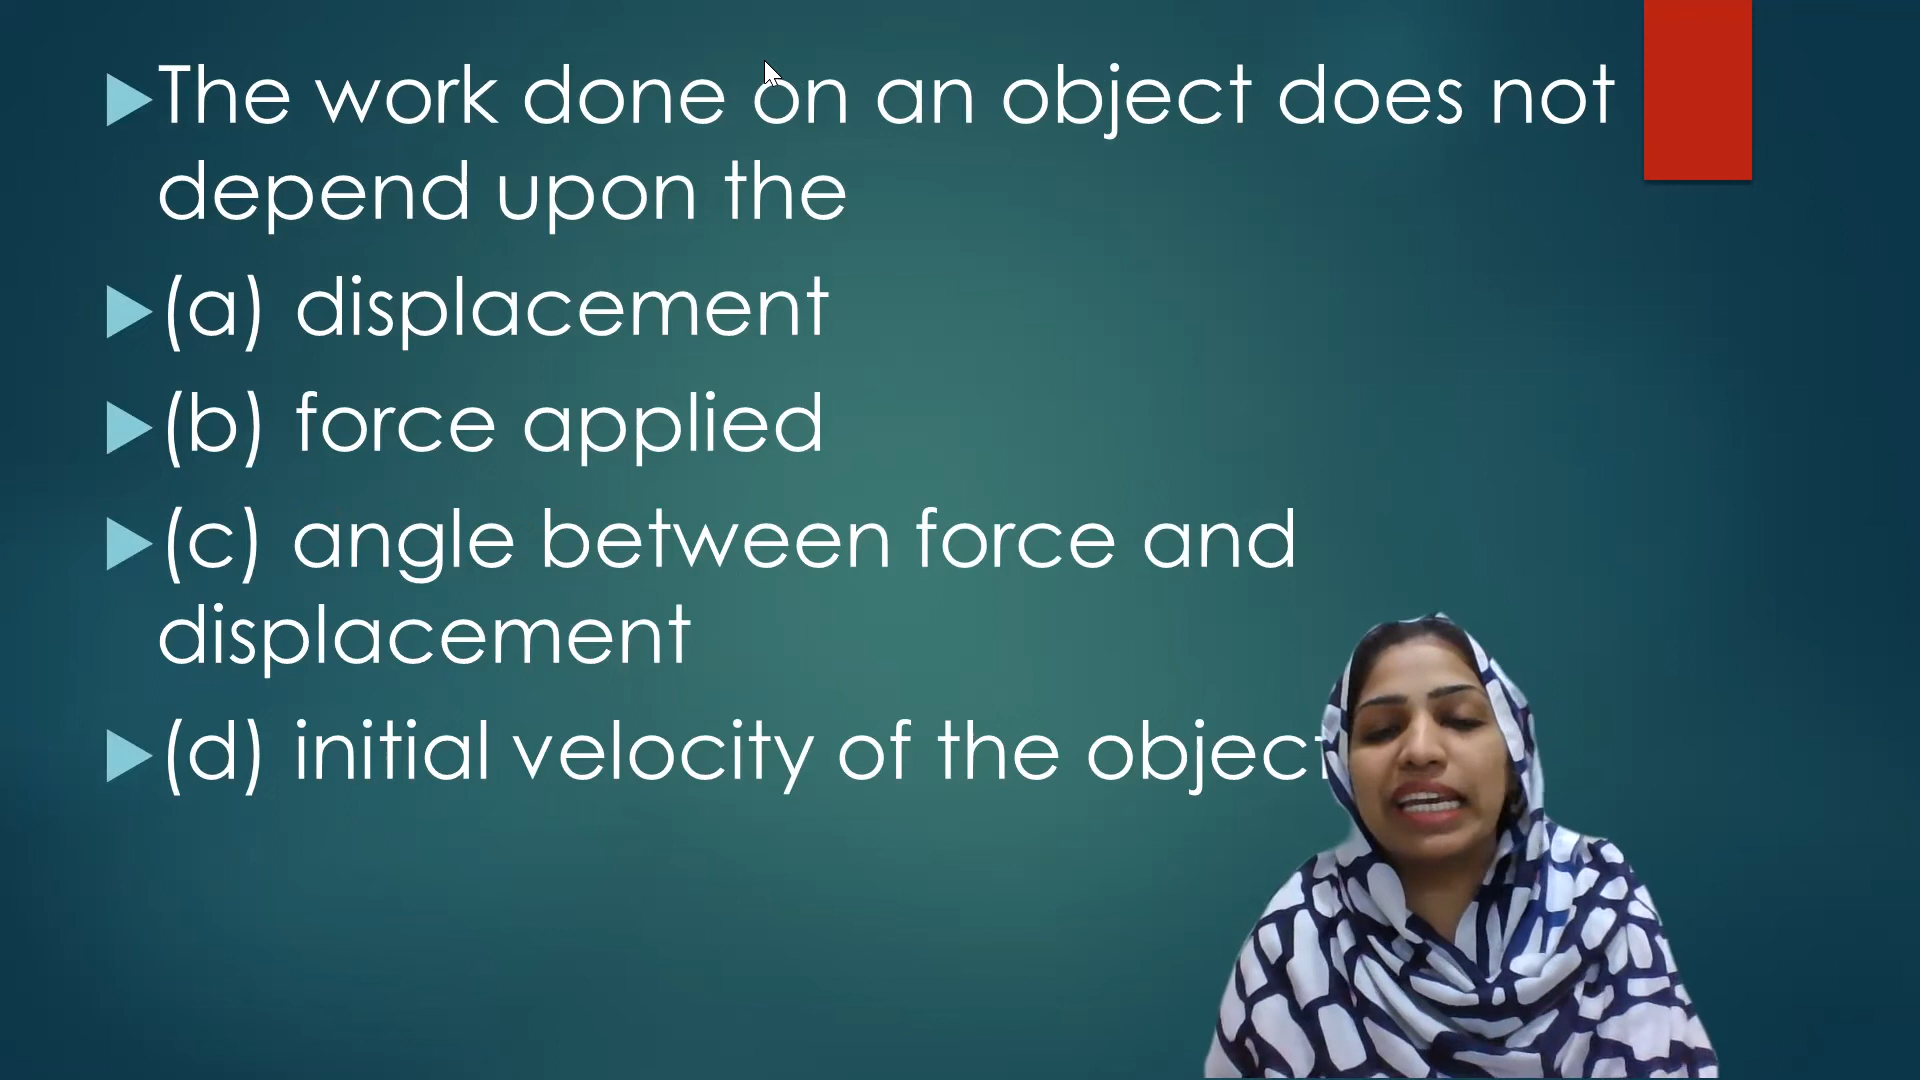 The work done on an object does not
depend upon the
(a) displacement
(b) force applied
(c) angle between force and
displacement
(d) initial velocity of the object